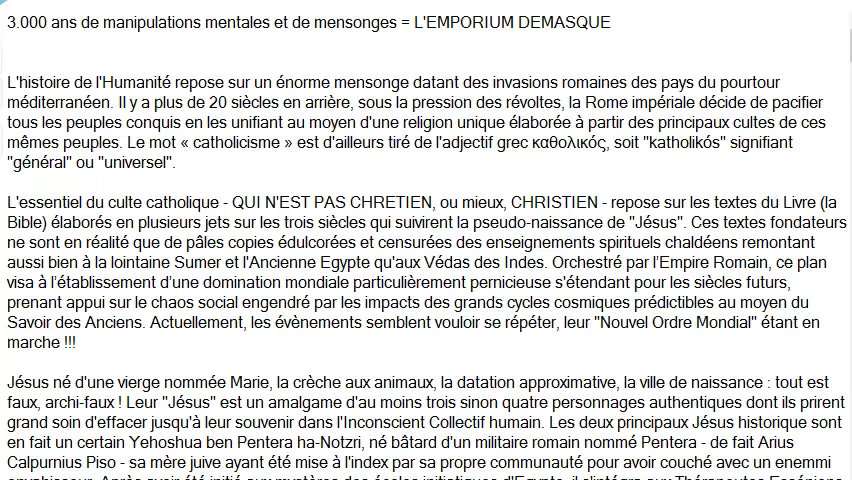 3.000 ans de manipulations mentales et de mensonges = L'EMPORIUM DEMASQUE
L'histoire de l'Humanité repose sur un énorme mensonge datant des invasions romaines des pays du pourtour
méditerranéen. Il y a plus de 20 siècles en arrière, sous la pression des révoltes, la Rome impériale décide de pacifier
tous les peuples conquis en les unifiant au moyen d'une religion unique élaborée à partir des principaux cultes de ces
mêmes peuples. Le mot « catholicisme » est d'ailleurs tiré de l'adjectif grec καθολικός, soit "katholikós" signifiant
"général" ou "universel".
L'essentiel du culte catholique - QUI N'EST PAS CHRETIEN, ou mieux, CHRISTIEN - repose sur les textes du Livre (la
Bible) élaborés en plusieurs jets sur les trois siècles qui suivirent la pseudo-naissance de "Jésus". Ces textes fondateurs
ne sont en réalité que de pâles copies édulcorées et censurées des enseignements spirituels chaldéens remontant
aussi bien à la lointaine Sumer et l'Ancienne Egypte qu'aux Védas des Indes. Orchestré par l’Empire Romain, ce plan
visa à l’établissement d’une domination mondiale particulièrement pernicieuse s'étendant pour les siècles futurs,
prenant appui sur le chaos social engendré par les impacts des grands cycles cosmiques prédictibles au moyen du
Savoir des Anciens. Actuellement, les évènements semblent vouloir se répéter, leur "Nouvel Ordre Mondial" étant en
marche !!!
Jésus né d'une vierge nommée Marie, la crèche aux animaux, la datation approximative, la ville de naissance : tout est
faux, archi-faux ! Leur "Jésus" est un amalgame d'au moins trois sinon quatre personnages authentiques dont ils prirent
grand soin d'effacer jusqu'à leur souvenir dans l'Inconscient Collectif humain. Les deux principaux Jésus historique sont
en fait un certain Yehoshua ben Pentera ha-Notzri, né bâtard d'un militaire romain nommé Pentera - de fait Arius
Calpurnius Piso - sa mère juive ayant été mise à l'index par sa propre communauté pour avoir couché avec un ennemi